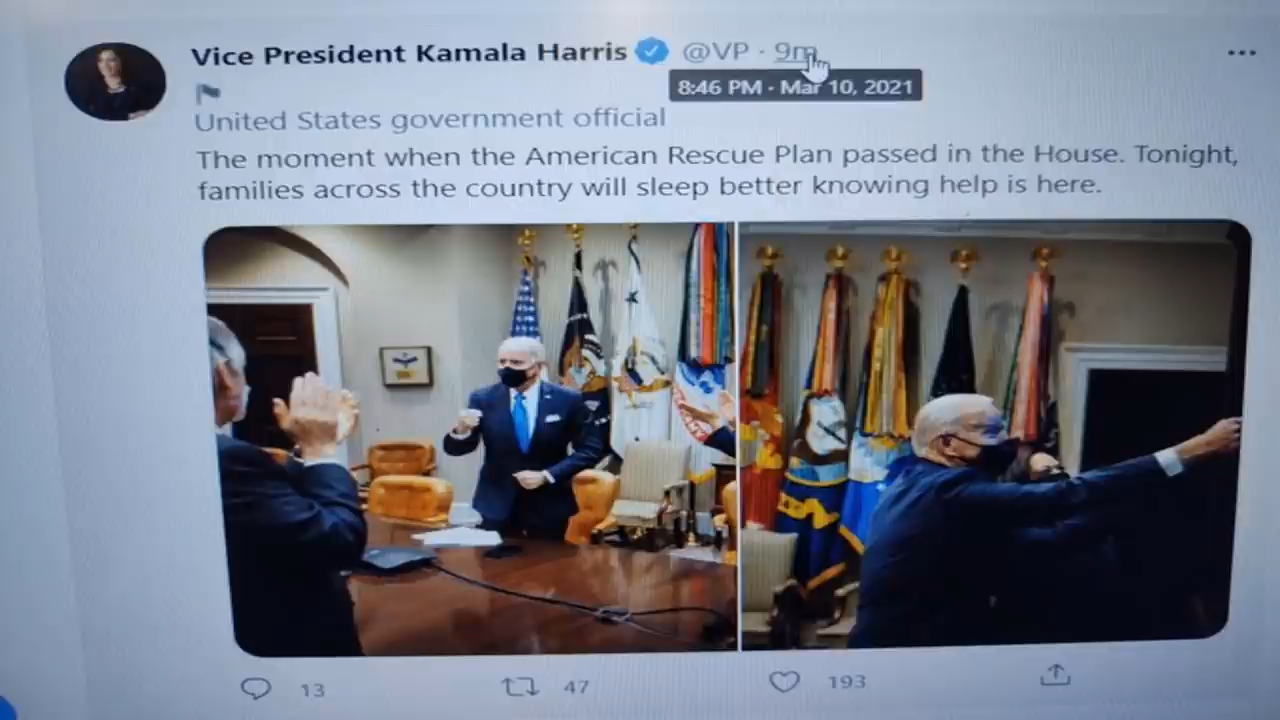 Vice President Kamala Harris @VP · 9m
8:46 PM · Mar 10, 2021
United States government official
The moment when the American Rescue Plan passed in the House. Tonight,
families across the country will sleep better knowing help is here.
13 47 193